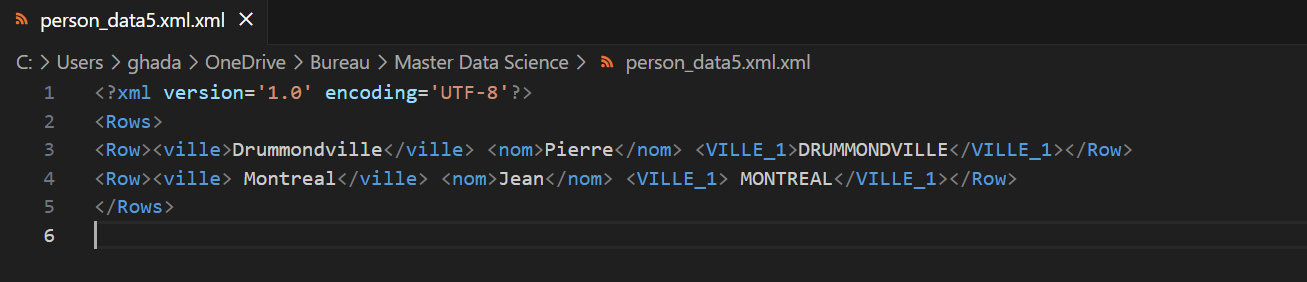 person_data5.xml.xml ×
C: > Users > ghada > OneDrive > Bureau > Master Data Science > person_data5.xml.xml
1 <?xml version='1.0' encoding='UTF-8'?>
2 <Rows>
3 <Row><ville>Drummondville</ville> <nom>Pierre</nom> <VILLE_1>DRUMMONDVILLE</VILLE_1></Row>
4 <Row><ville> Montreal</ville> <nom>Jean</nom> <VILLE_1> MONTREAL</VILLE_1></Row>
5 </Rows>
6